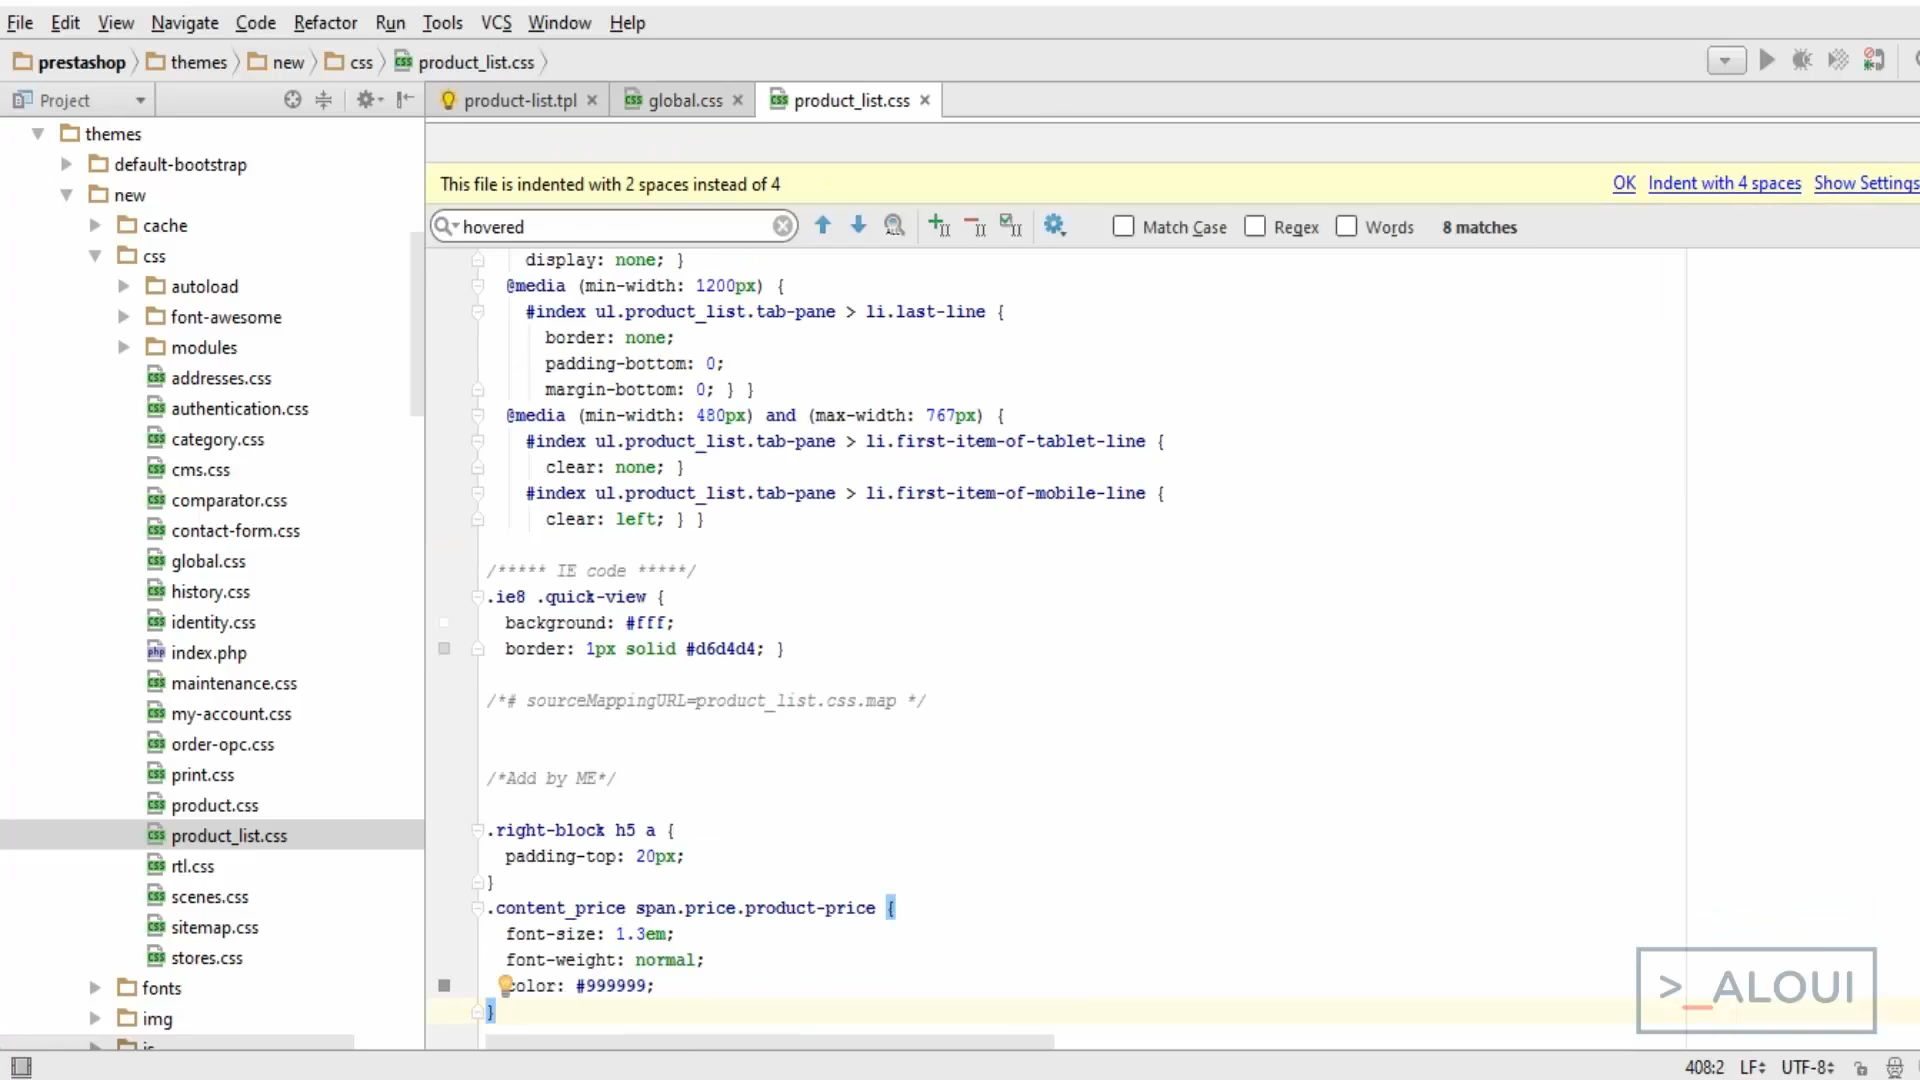 File Edit View Navigate Code Refactor Run Tools VCS Window Help
prestashop themes new css product_list.css
Project
product-list.tpl global.css product_list.css
themes
default-bootstrap
new
cache
css
autoload
font-awesome
modules
addresses.css
authentication.css
category.css
cms.css
comparator.css
contact-form.css
global.css
history.css
identity.css
index.php
maintenance.css
my-account.css
order-opc.css
print.css
product.css
product_list.css
rtl.css
scenes.css
sitemap.css
stores.css
fonts
img
js
This file is indented with 2 spaces instead of 4 OK Indent with 4 spaces Show Settings
hovered Match Case Regex Words 8 matches
display: none; }
@media (min-width: 1200px) {
#index ul.product_list.tab-pane > li.last-line {
border: none;
padding-bottom: 0;
margin-bottom: 0; } }
@media (min-width: 480px) and (max-width: 767px) {
#index ul.product_list.tab-pane > li.first-item-of-tablet-line {
clear: none; }
#index ul.product_list.tab-pane > li.first-item-of-mobile-line {
clear: left; } }
/***** IE code *****/
.ie8 .quick-view {
background: #fff;
border: 1px solid #d6d4d4; }
/*# sourceMappingURL=product_list.css.map */
/*Add by ME*/
.right-block h5 a {
padding-top: 20px;
}
.content_price span.price.product-price {
font-size: 1.3em;
font-weight: normal;
color: #999999;
}
>_ALOUI
408:2 LF UTF-8